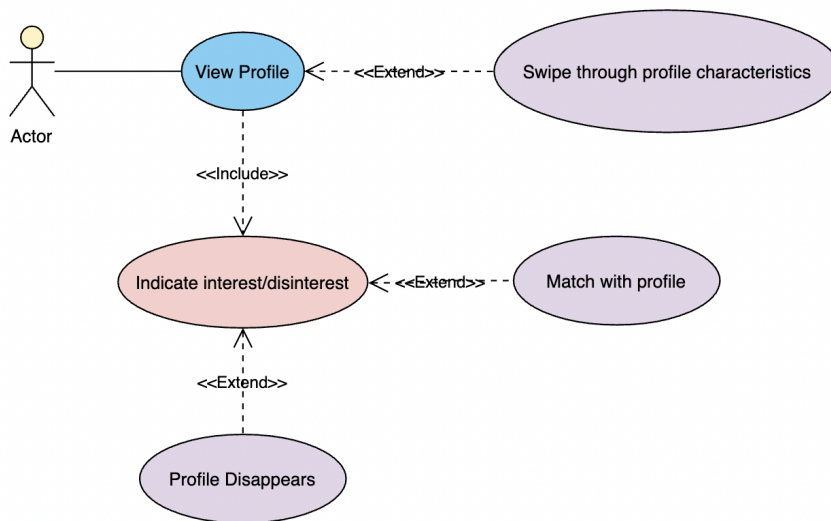 View Profile
<<Extend>>
Swipe through profile characteristics
Actor
<<Include>>
Indicate interest/disinterest
<<Extend>>
Match with profile
<<Extend>>
Profile Disappears